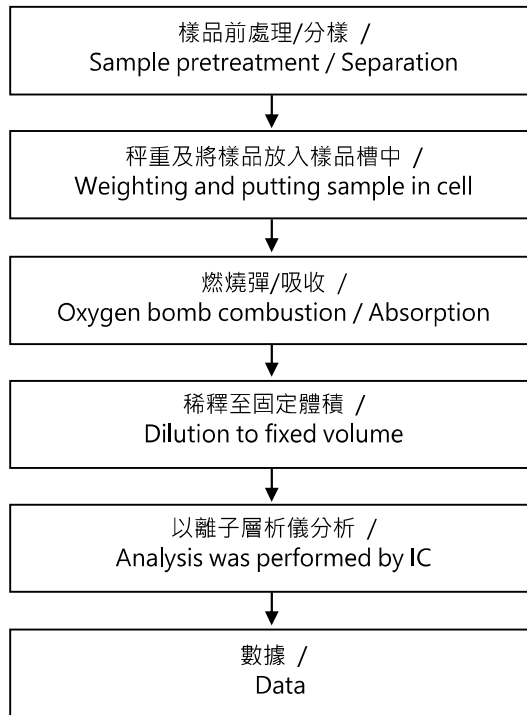 樣品前處理/分樣 /
Sample pretreatment / Separation
秤重及將樣品放入樣品槽中 /
Weighting and putting sample in cell
燃燒彈/吸收 /
Oxygen bomb combustion / Absorption
稀釋至固定體積 /
Dilution to fixed volume
以離子層析儀分析 /
Analysis was performed by IC
數據 /
Data